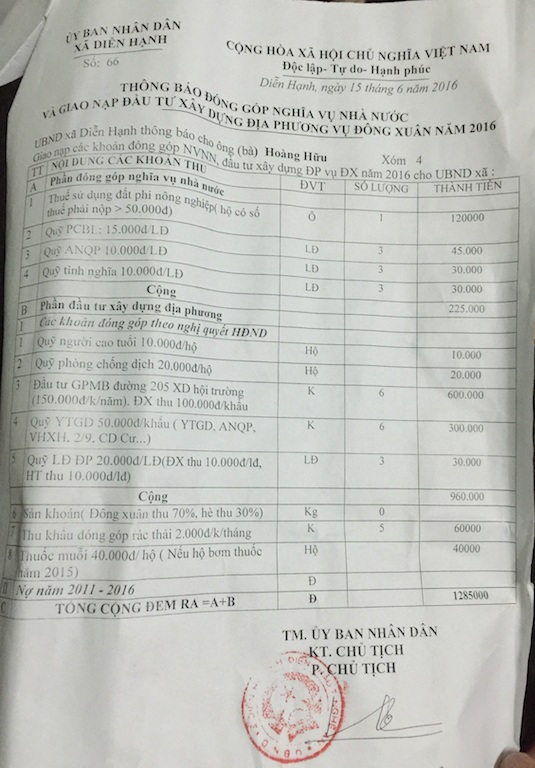 ỦY BAN NHÂN DÂN
XÃ DIỄN HẠNH
Số: 66
CỘNG HÒA XÃ HỘI CHỦ NGHĨA VIỆT NAM
Độc lập- Tự do- Hạnh phúc
Diễn Hạnh, ngày 15 tháng 6 năm 2016
THÔNG BÁO ĐÓNG GÓP NGHĨA VỤ NHÀ NƯỚC
VÀ GIAO NẠP ĐẦU TƯ XÂY DỰNG ĐỊA PHƯƠNG VỤ ĐÔNG XUÂN NĂM 2016
UBND xã Diễn Hạnh thông báo cho ông (bà) Hoàng Hữu Xóm 4
Giao nạp các khoản đóng góp NVNN, đầu tư xây dựng ĐP vụ ĐX năm 2016 cho UBND xã :
TT NỘI DUNG CÁC KHOẢN THU ĐVT SỐ LƯỢNG THÀNH TIỀN
A Phần đóng góp nghĩa vụ nhà nước
1 Thuế sử dụng đất phi nông nghiệp( hộ có số
thuế phải nộp > 50.000đ) Ô 1 120000
2 Quỹ PCBL: 15.000đ/LĐ LĐ 3 45.000
3 Quỹ ANQP 10.000đ/LĐ LĐ 3 30.000
4 Quỹ tình nghĩa 10.000đ/LĐ LĐ 3 30.000
Cộng 225.000
B Phần đầu tư xây dựng địa phương
I Các khoản đóng góp theo nghị quyết HĐND
1 Quỹ người cao tuổi 10.000đ/hộ Hộ 10.000
2 Quỹ phòng chống dịch 20.000đ/hộ Hộ 20.000
3 Đầu tư GPMB đường 205 XD hội trường
(150.000đ/k/năm). ĐX thu 100.000đ/khẩu K 6 600.000
4 Quỹ YTGD 50.000đ/khẩu ( YTGD, ANQP,
VHXH, 2/9, CD Cư...) K 6 300.000
5 Quỹ LĐ ĐP 20.000đ/LĐ(ĐX thu 10.000đ/lđ,
HT thu 10.000đ/lđ) LĐ 3 30.000
Cộng 960.000
6 Sản khoán( Đông xuân thu 70%, hè thu 30%) Kg 0
7 Thu khẩu đóng góp rác thải 2.000đ/k/tháng K 5 60000
8 Thuốc muỗi 40.000đ/ hộ ( Nếu hộ bơm thuốc
năm 2015) Hộ 40000
II Nợ năm 2011 - 2016 Đ
C TỔNG CỘNG ĐEM RA =A+B Đ 1285000
TM. ỦY BAN NHÂN DÂN
KT. CHỦ TỊCH
P. CHỦ TỊCH